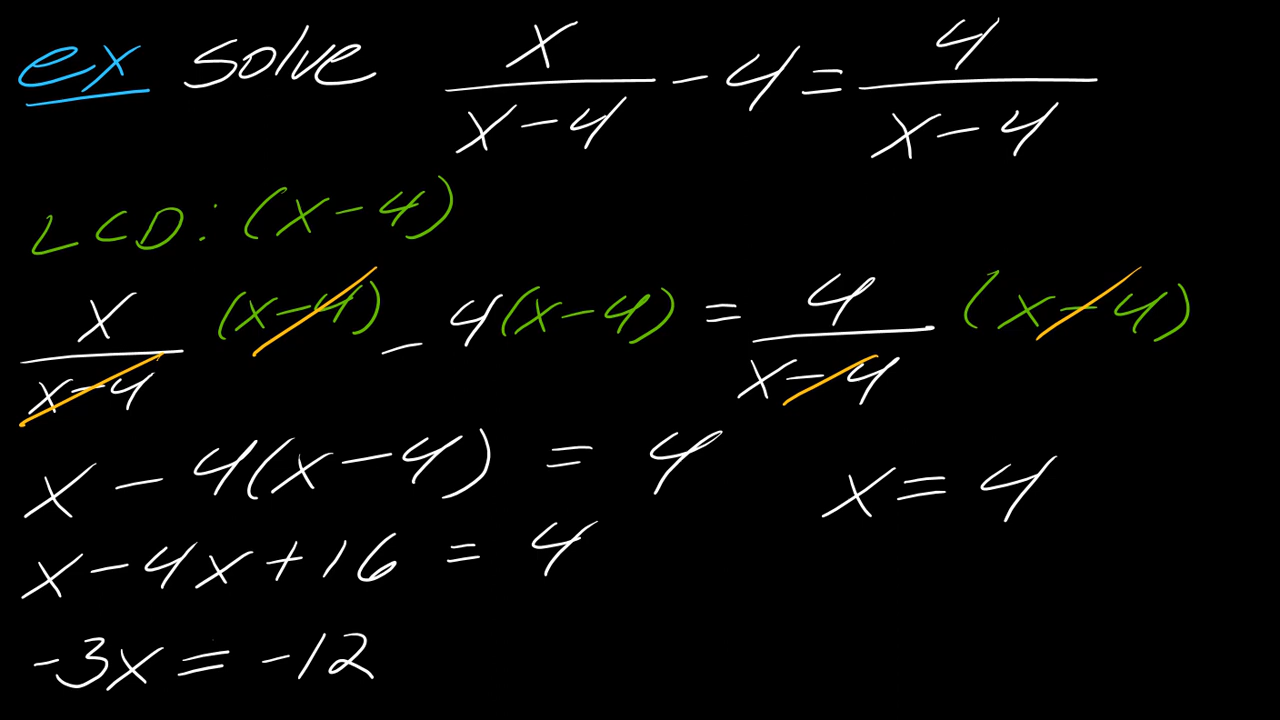 ex solve x/(x-4) - 4 = 4/(x-4)
LCD: (x-4)
x/(x-4) (x-4) - 4(x-4) = 4/(x-4) (x-4)
x - 4(x-4) = 4
x - 4x + 16 = 4
-3x = -12
x = 4